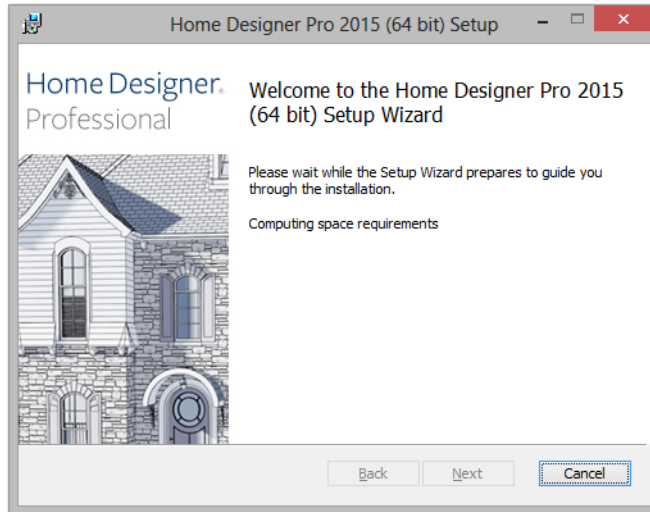 Home Designer Pro 2015 (64 bit) Setup
Home Designer.
Professional
Welcome to the Home Designer Pro 2015
(64 bit) Setup Wizard
Please wait while the Setup Wizard prepares to guide you
through the installation.
Computing space requirements
Back
Next
Cancel